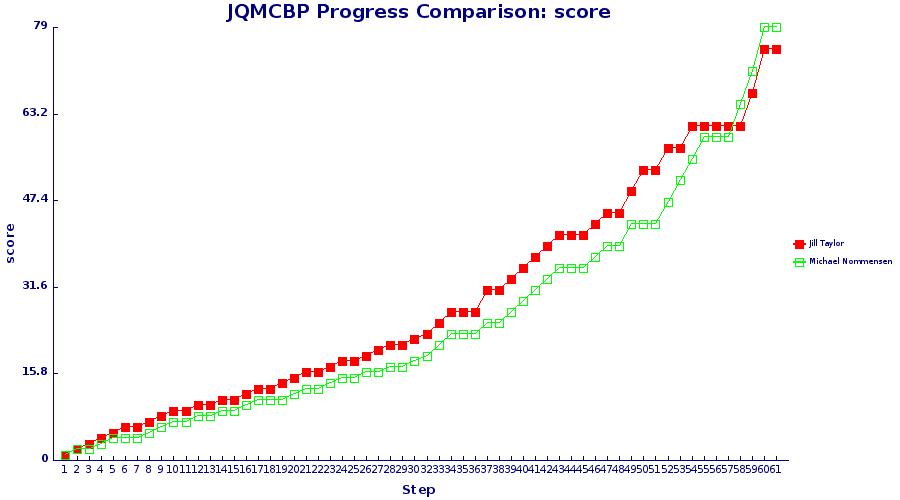 JQMCBP Progress Comparison: score
79
63.2
47.4
31.6
15.8
0
score
1 2 3 4 5 6 7 8 9 10 11 12 13 14 15 16 17 18 19 20 21 22 23 24 25 26 27 28 29 30 31 32 33 34 35 36 37 38 39 40 41 42 43 44 45 46 47 48 49 50 51 52 53 54 55 56 57 58 59 60 61
Step
Jill Taylor
Michael Nommensen